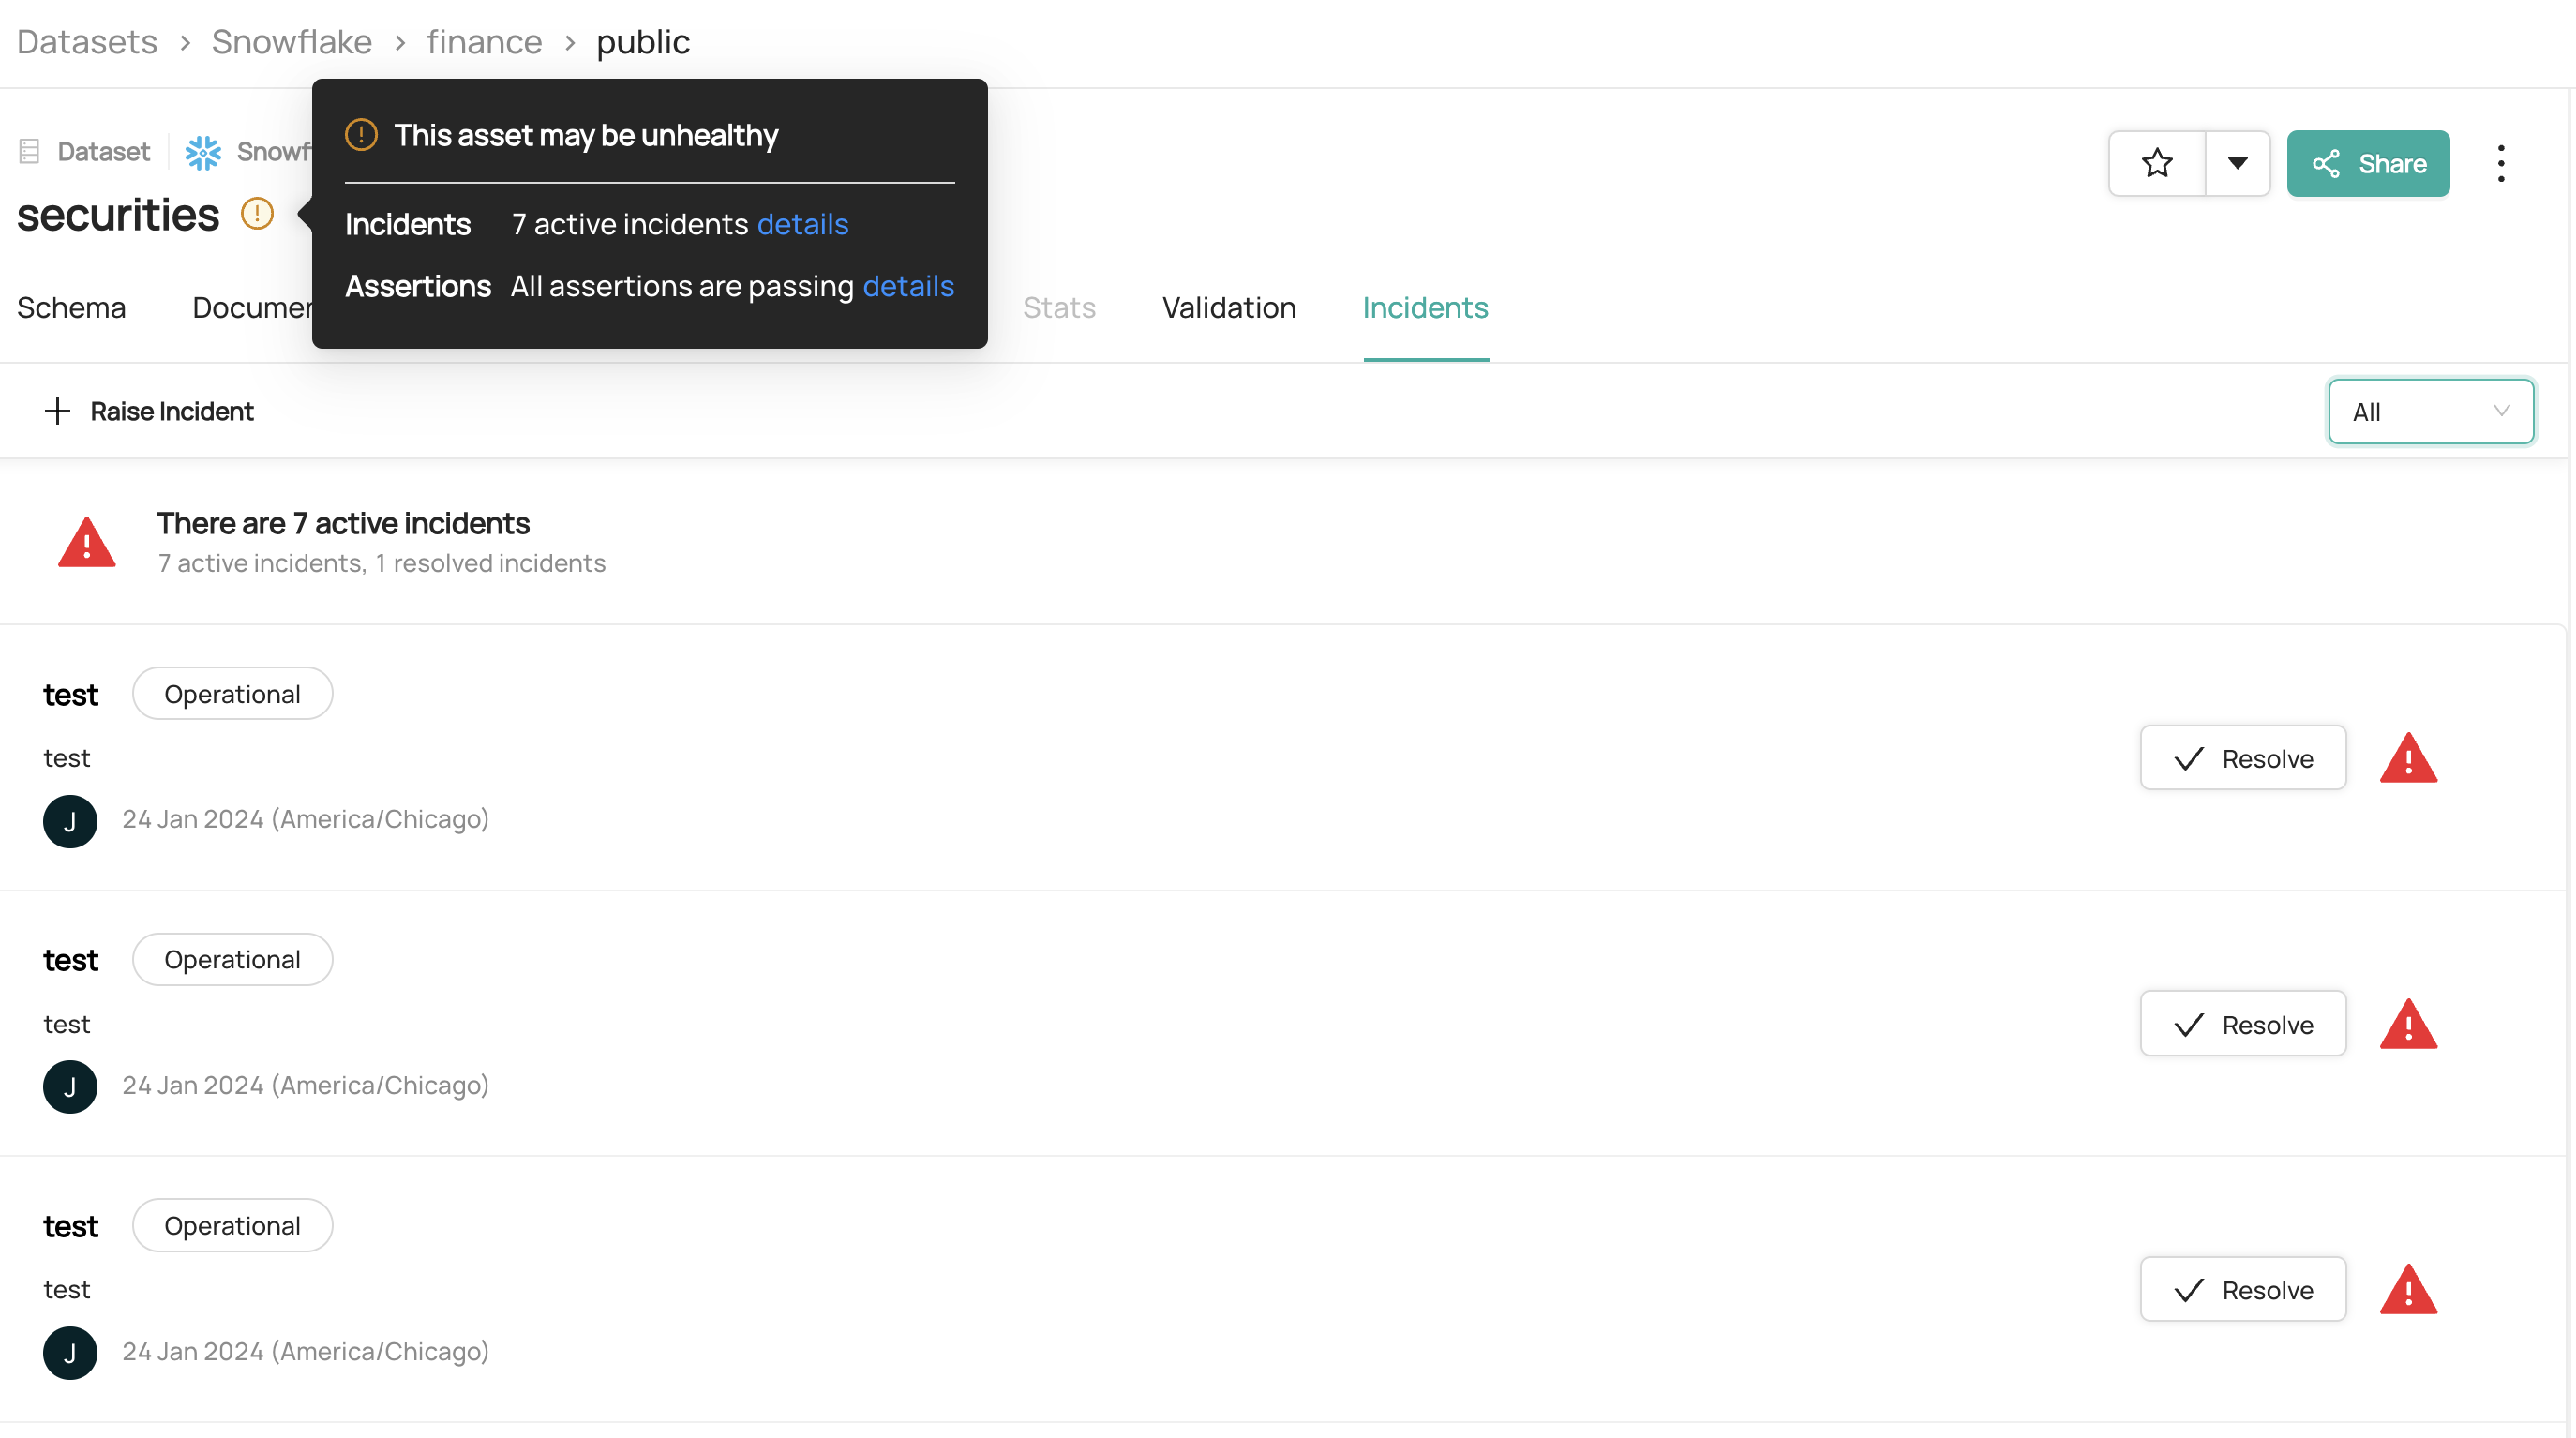 Datasets > Snowflake > finance > public
Dataset Snowf
securities
This asset may be unhealthy
Incidents 7 active incidents details
Assertions All assertions are passing details
Share
Schema Documen Stats Validation Incidents
+ Raise Incident
All
There are 7 active incidents
7 active incidents, 1 resolved incidents
test Operational
test
J 24 Jan 2024 (America/Chicago)
Resolve
test Operational
test
J 24 Jan 2024 (America/Chicago)
Resolve
test Operational
test
J 24 Jan 2024 (America/Chicago)
Resolve